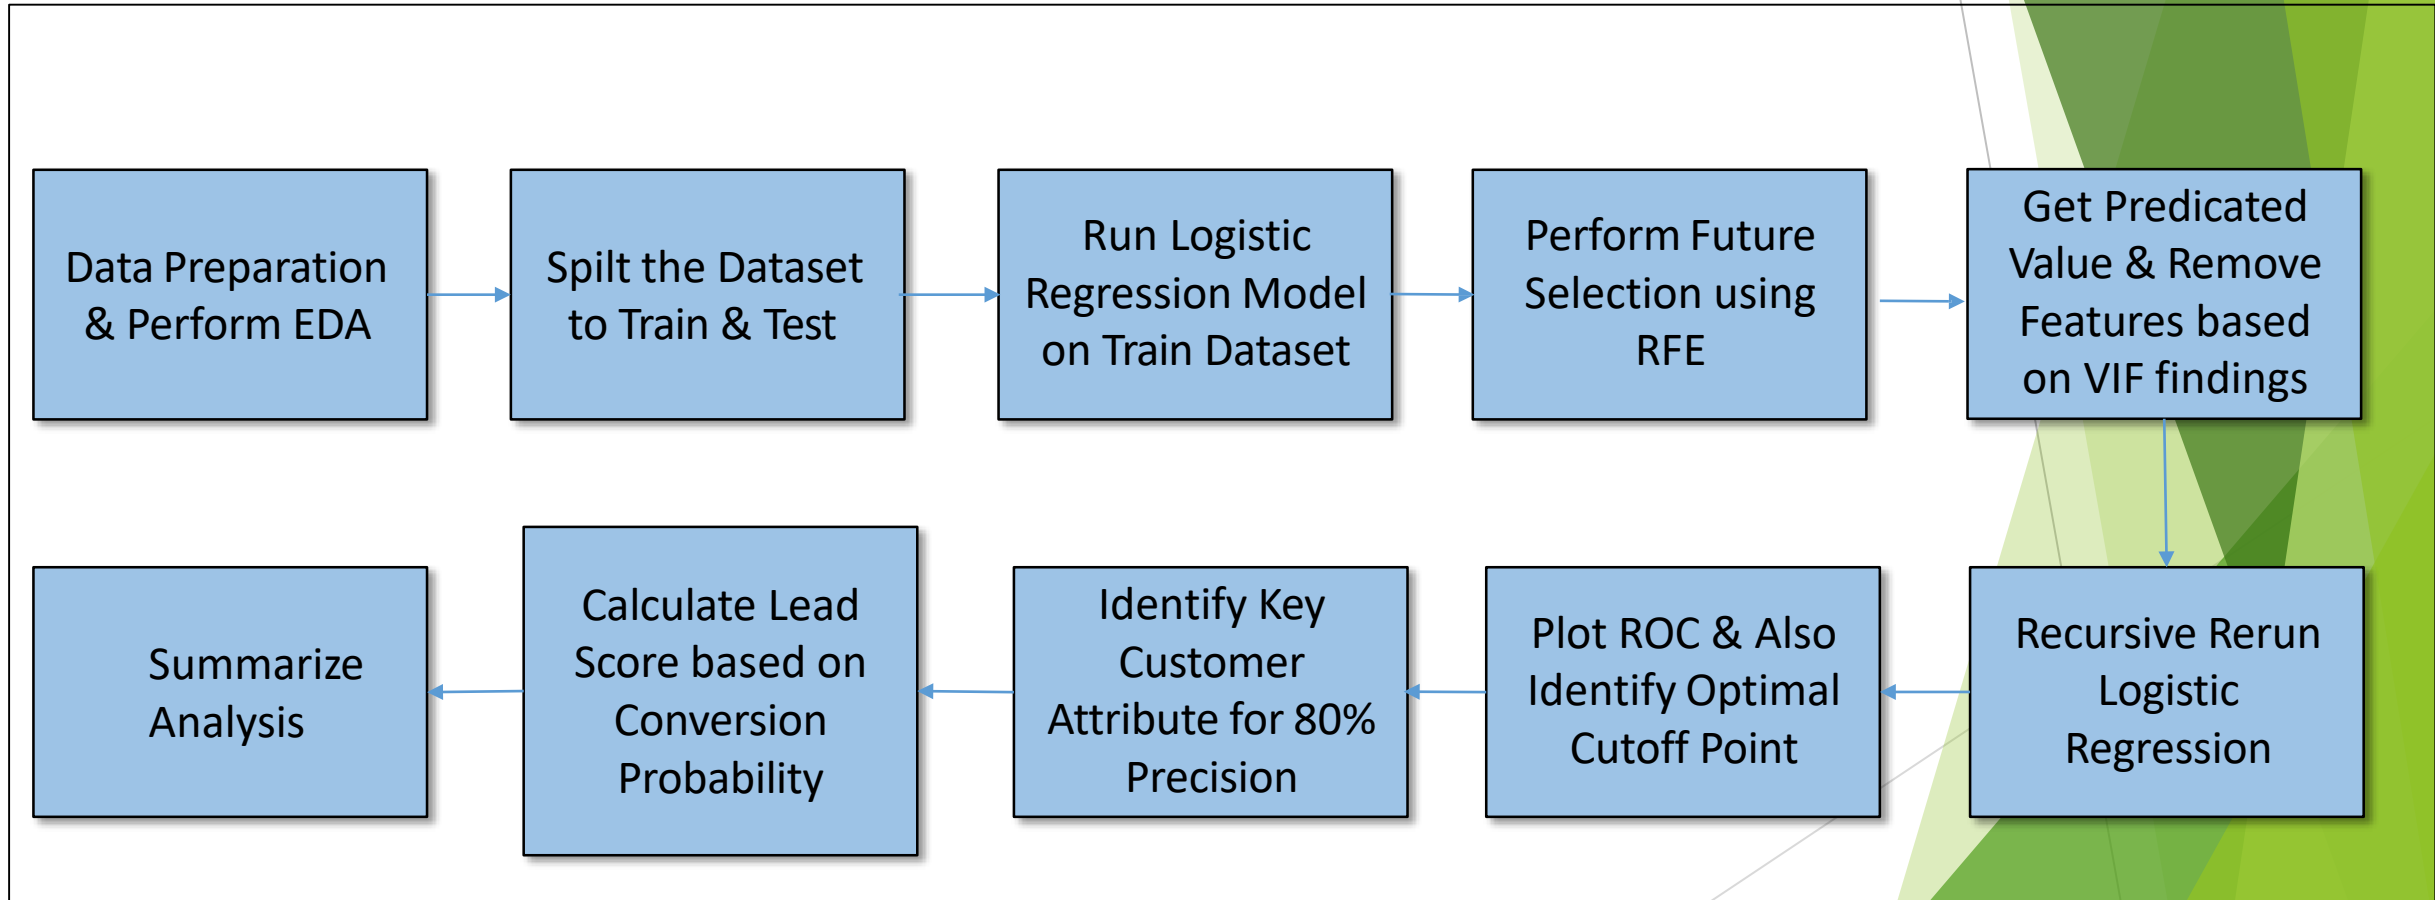 Data Preparation
& Perform EDA
Spilt the Dataset
to Train & Test
Run Logistic
Regression Model
on Train Dataset
Perform Future
Selection using
RFE
Get Predicated
Value & Remove
Features based
on VIF findings
Recursive Rerun
Logistic
Regression
Plot ROC & Also
Identify Optimal
Cutoff Point
Identify Key
Customer
Attribute for 80%
Precision
Calculate Lead
Score based on
Conversion
Probability
Summarize
Analysis